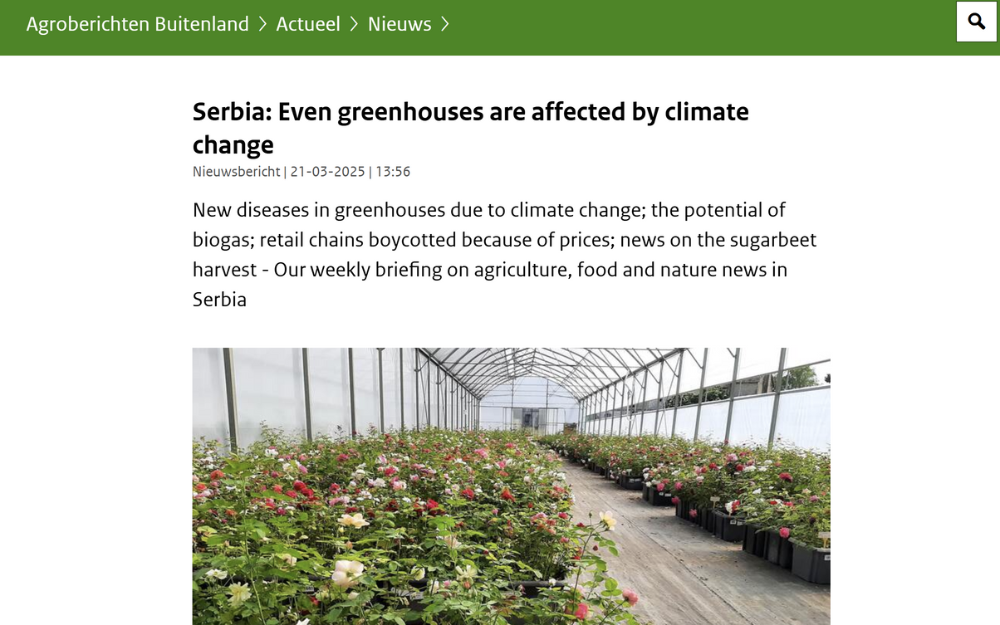 Agroberichten Buitenland > Actueel > Nieuws >
Serbia: Even greenhouses are affected by climate
change
Nieuwsbericht | 21-03-2025 | 13:56
New diseases in greenhouses due to climate change; the potential of
biogas; retail chains boycotted because of prices; news on the sugarbeet
harvest - Our weekly briefing on agriculture, food and nature news in
Serbia